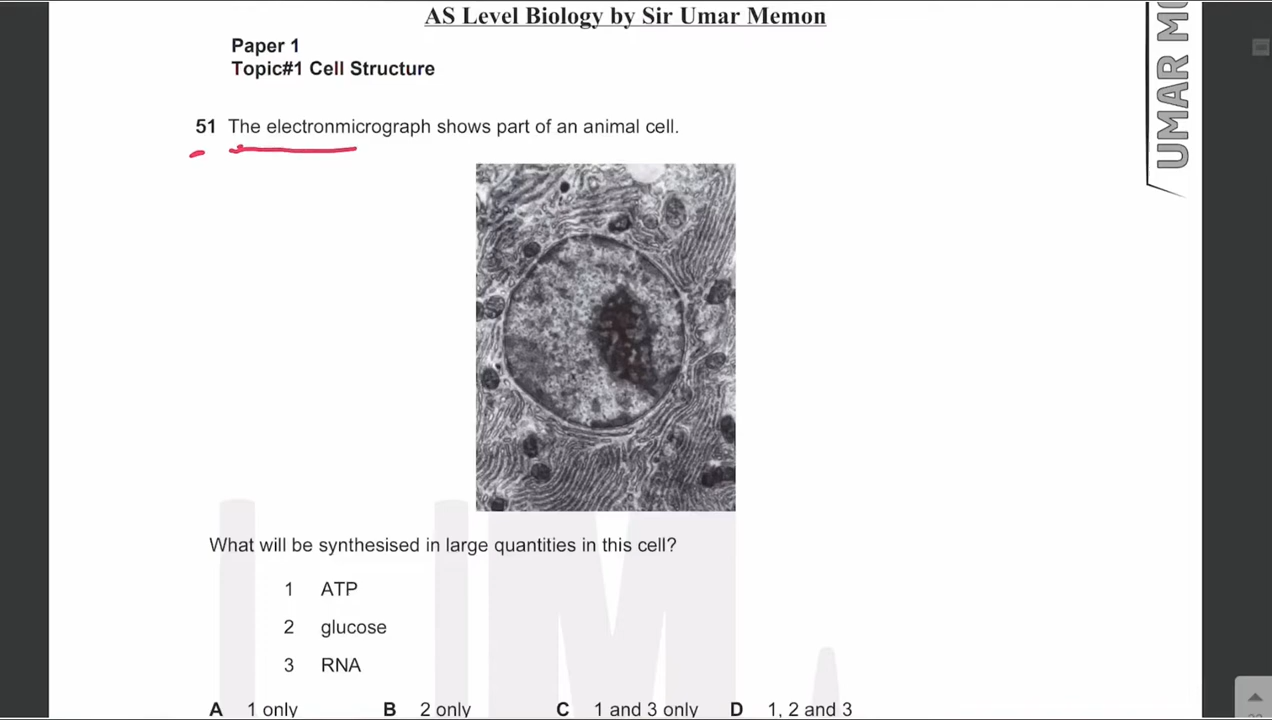 AS Level Biology by Sir Umar Memon
Paper 1
Topic#1 Cell Structure
51 The electronmicrograph shows part of an animal cell.
What will be synthesised in large quantities in this cell?
1 ATP
2 glucose
3 RNA
A 1 only B 2 only C 1 and 3 only D 1, 2 and 3
UMAR